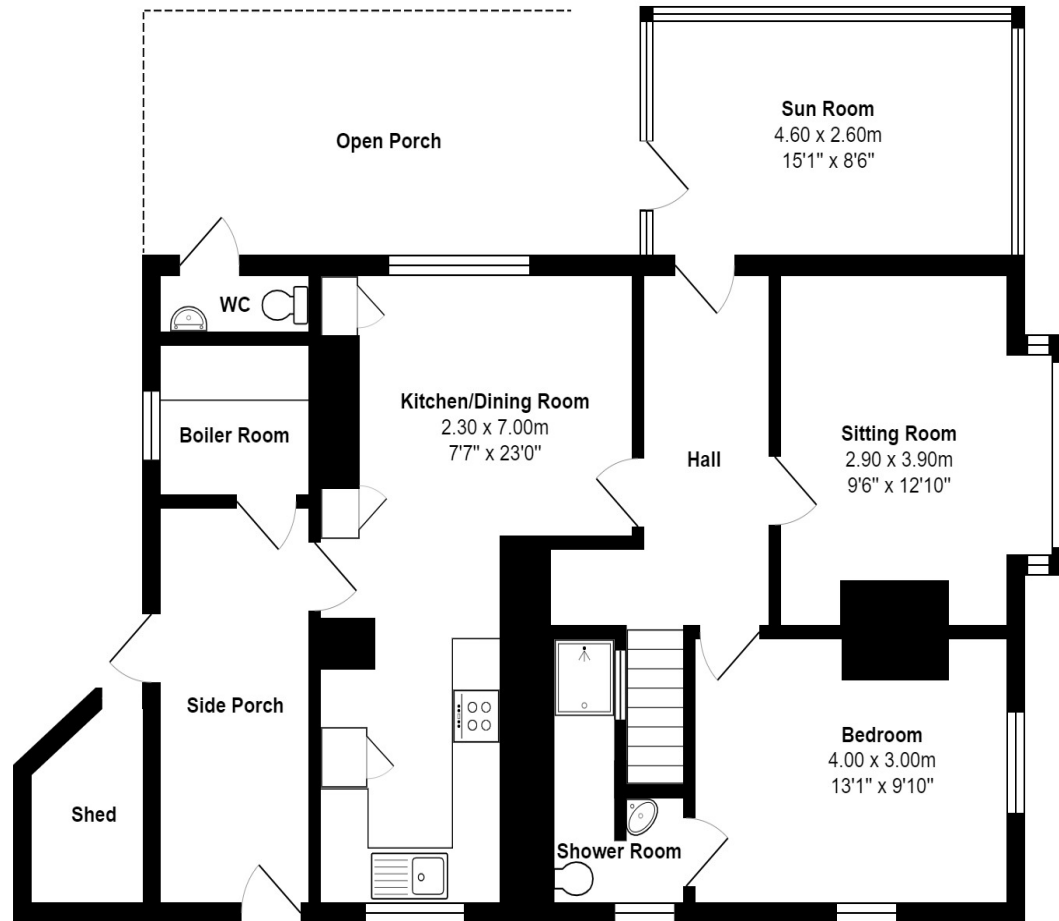 Sun Room
4.60 x 2.60m
15'1" x 8'6"
Open Porch
WC
Kitchen/Dining Room
2.30 x 7.00m
7'7" x 23'0"
Boiler Room
Hall
Sitting Room
2.90 x 3.90m
9'6" x 12'10"
Side Porch
Bedroom
4.00 x 3.00m
13'1" x 9'10"
Shed
Shower Room